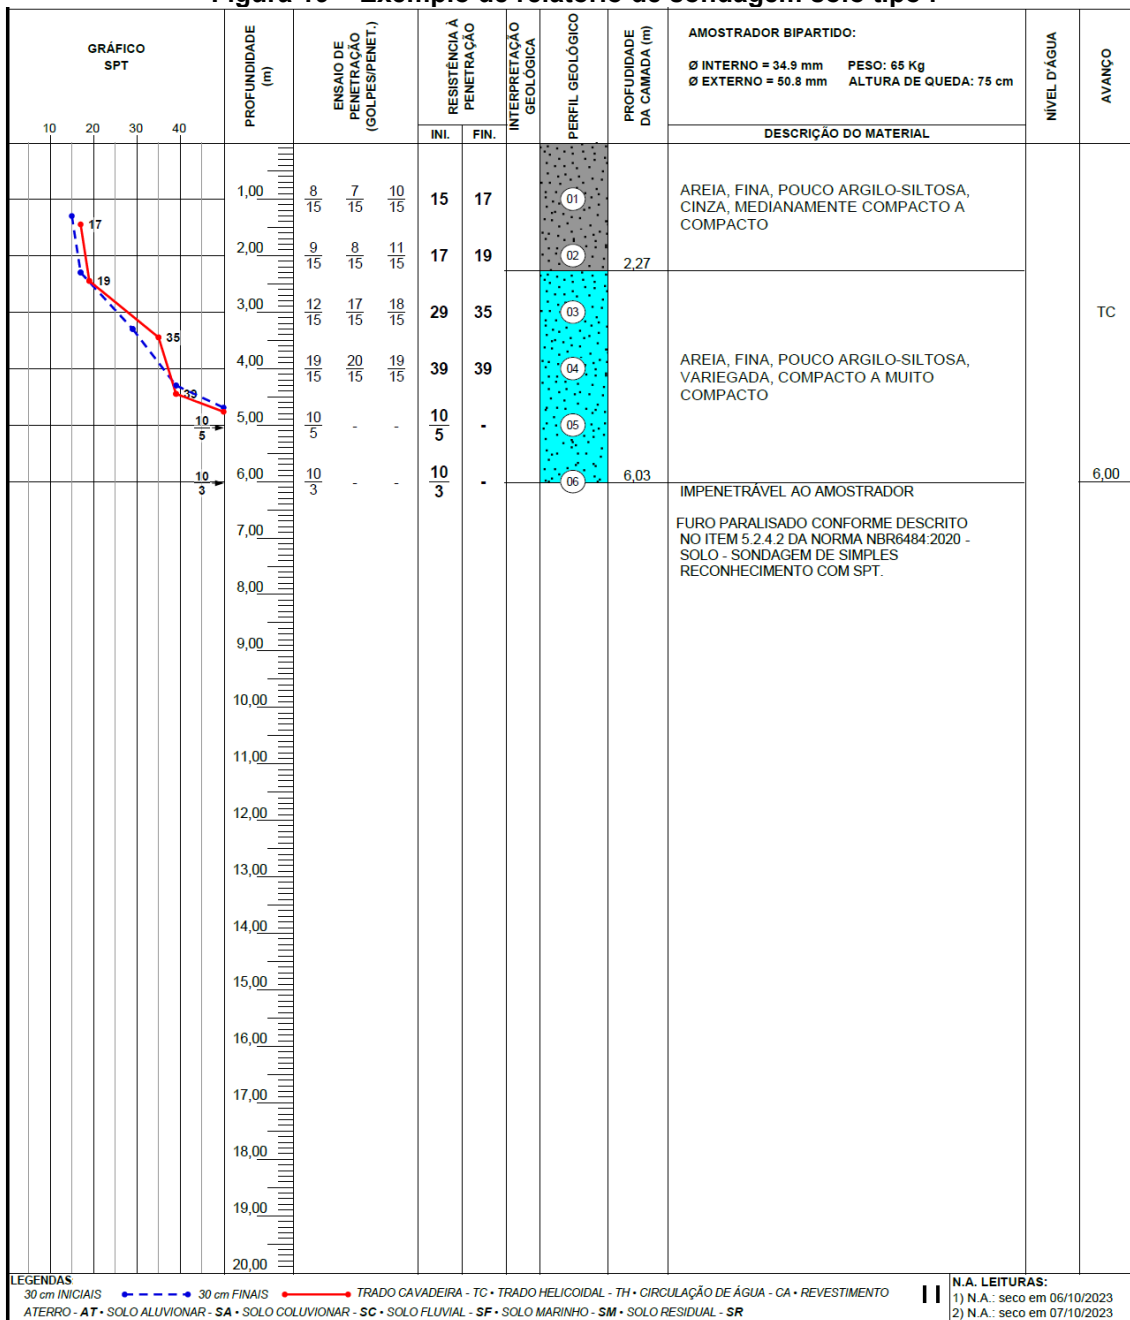 Figura 10 – Exemplo de relatório de sondagem solo tipo I
GRÁFICO
SPT
10 20 30 40
PROFUNDIDADE
(m)
ENSAIO DE
PENETRAÇÃO
(GOLPES/PENET.)
RESISTÊNCIA À
PENETRAÇÃO
INI. FIN.
INTERPRETAÇÃO
GEOLÓGICA
PERFIL GEOLÓGICO
PROFUDIDADE
DA CAMADA (m)
AMOSTRADOR BIPARTIDO:
Ø INTERNO = 34.9 mm PESO: 65 Kg
Ø EXTERNO = 50.8 mm ALTURA DE QUEDA: 75 cm
DESCRIÇÃO DO MATERIAL
NÍVEL D'ÁGUA
AVANÇO
1,00 8/15 7/15 10/15 15 17 01
AREIA, FINA, POUCO ARGILO-SILTOSA,
CINZA, MEDIANAMENTE COMPACTO A
COMPACTO
17
2,00 9/15 8/15 11/15 17 19 02 2,27
19
3,00 12/15 17/15 18/15 29 35 03 TC
35
4,00 19/15 20/15 19/15 39 39 04
AREIA, FINA, POUCO ARGILO-SILTOSA,
VARIEGADA, COMPACTO A MUITO
COMPACTO
39
10/5 5,00 10/5 - - 10/5 - 05
10/3 6,00 10/3 - - 10/3 - 06 6,03 6,00
IMPENETRÁVEL AO AMOSTRADOR
FURO PARALISADO CONFORME DESCRITO
NO ITEM 5.2.4.2 DA NORMA NBR6484:2020 -
SOLO - SONDAGEM DE SIMPLES
RECONHECIMENTO COM SPT.
7,00
8,00
9,00
10,00
11,00
12,00
13,00
14,00
15,00
16,00
17,00
18,00
19,00
20,00
LEGENDAS
30 cm INICIAIS 30 cm FINAIS TRADO CAVADEIRA - TC • TRADO HELICOIDAL - TH • CIRCULAÇÃO DE ÁGUA - CA • REVESTIMENTO
ATERRO - AT • SOLO ALUVIONAR - SA • SOLO COLUVIONAR - SC • SOLO FLUVIAL - SF • SOLO MARINHO - SM • SOLO RESIDUAL - SR
N.A. LEITURAS:
1) N.A.: seco em 06/10/2023
2) N.A.: seco em 07/10/2023